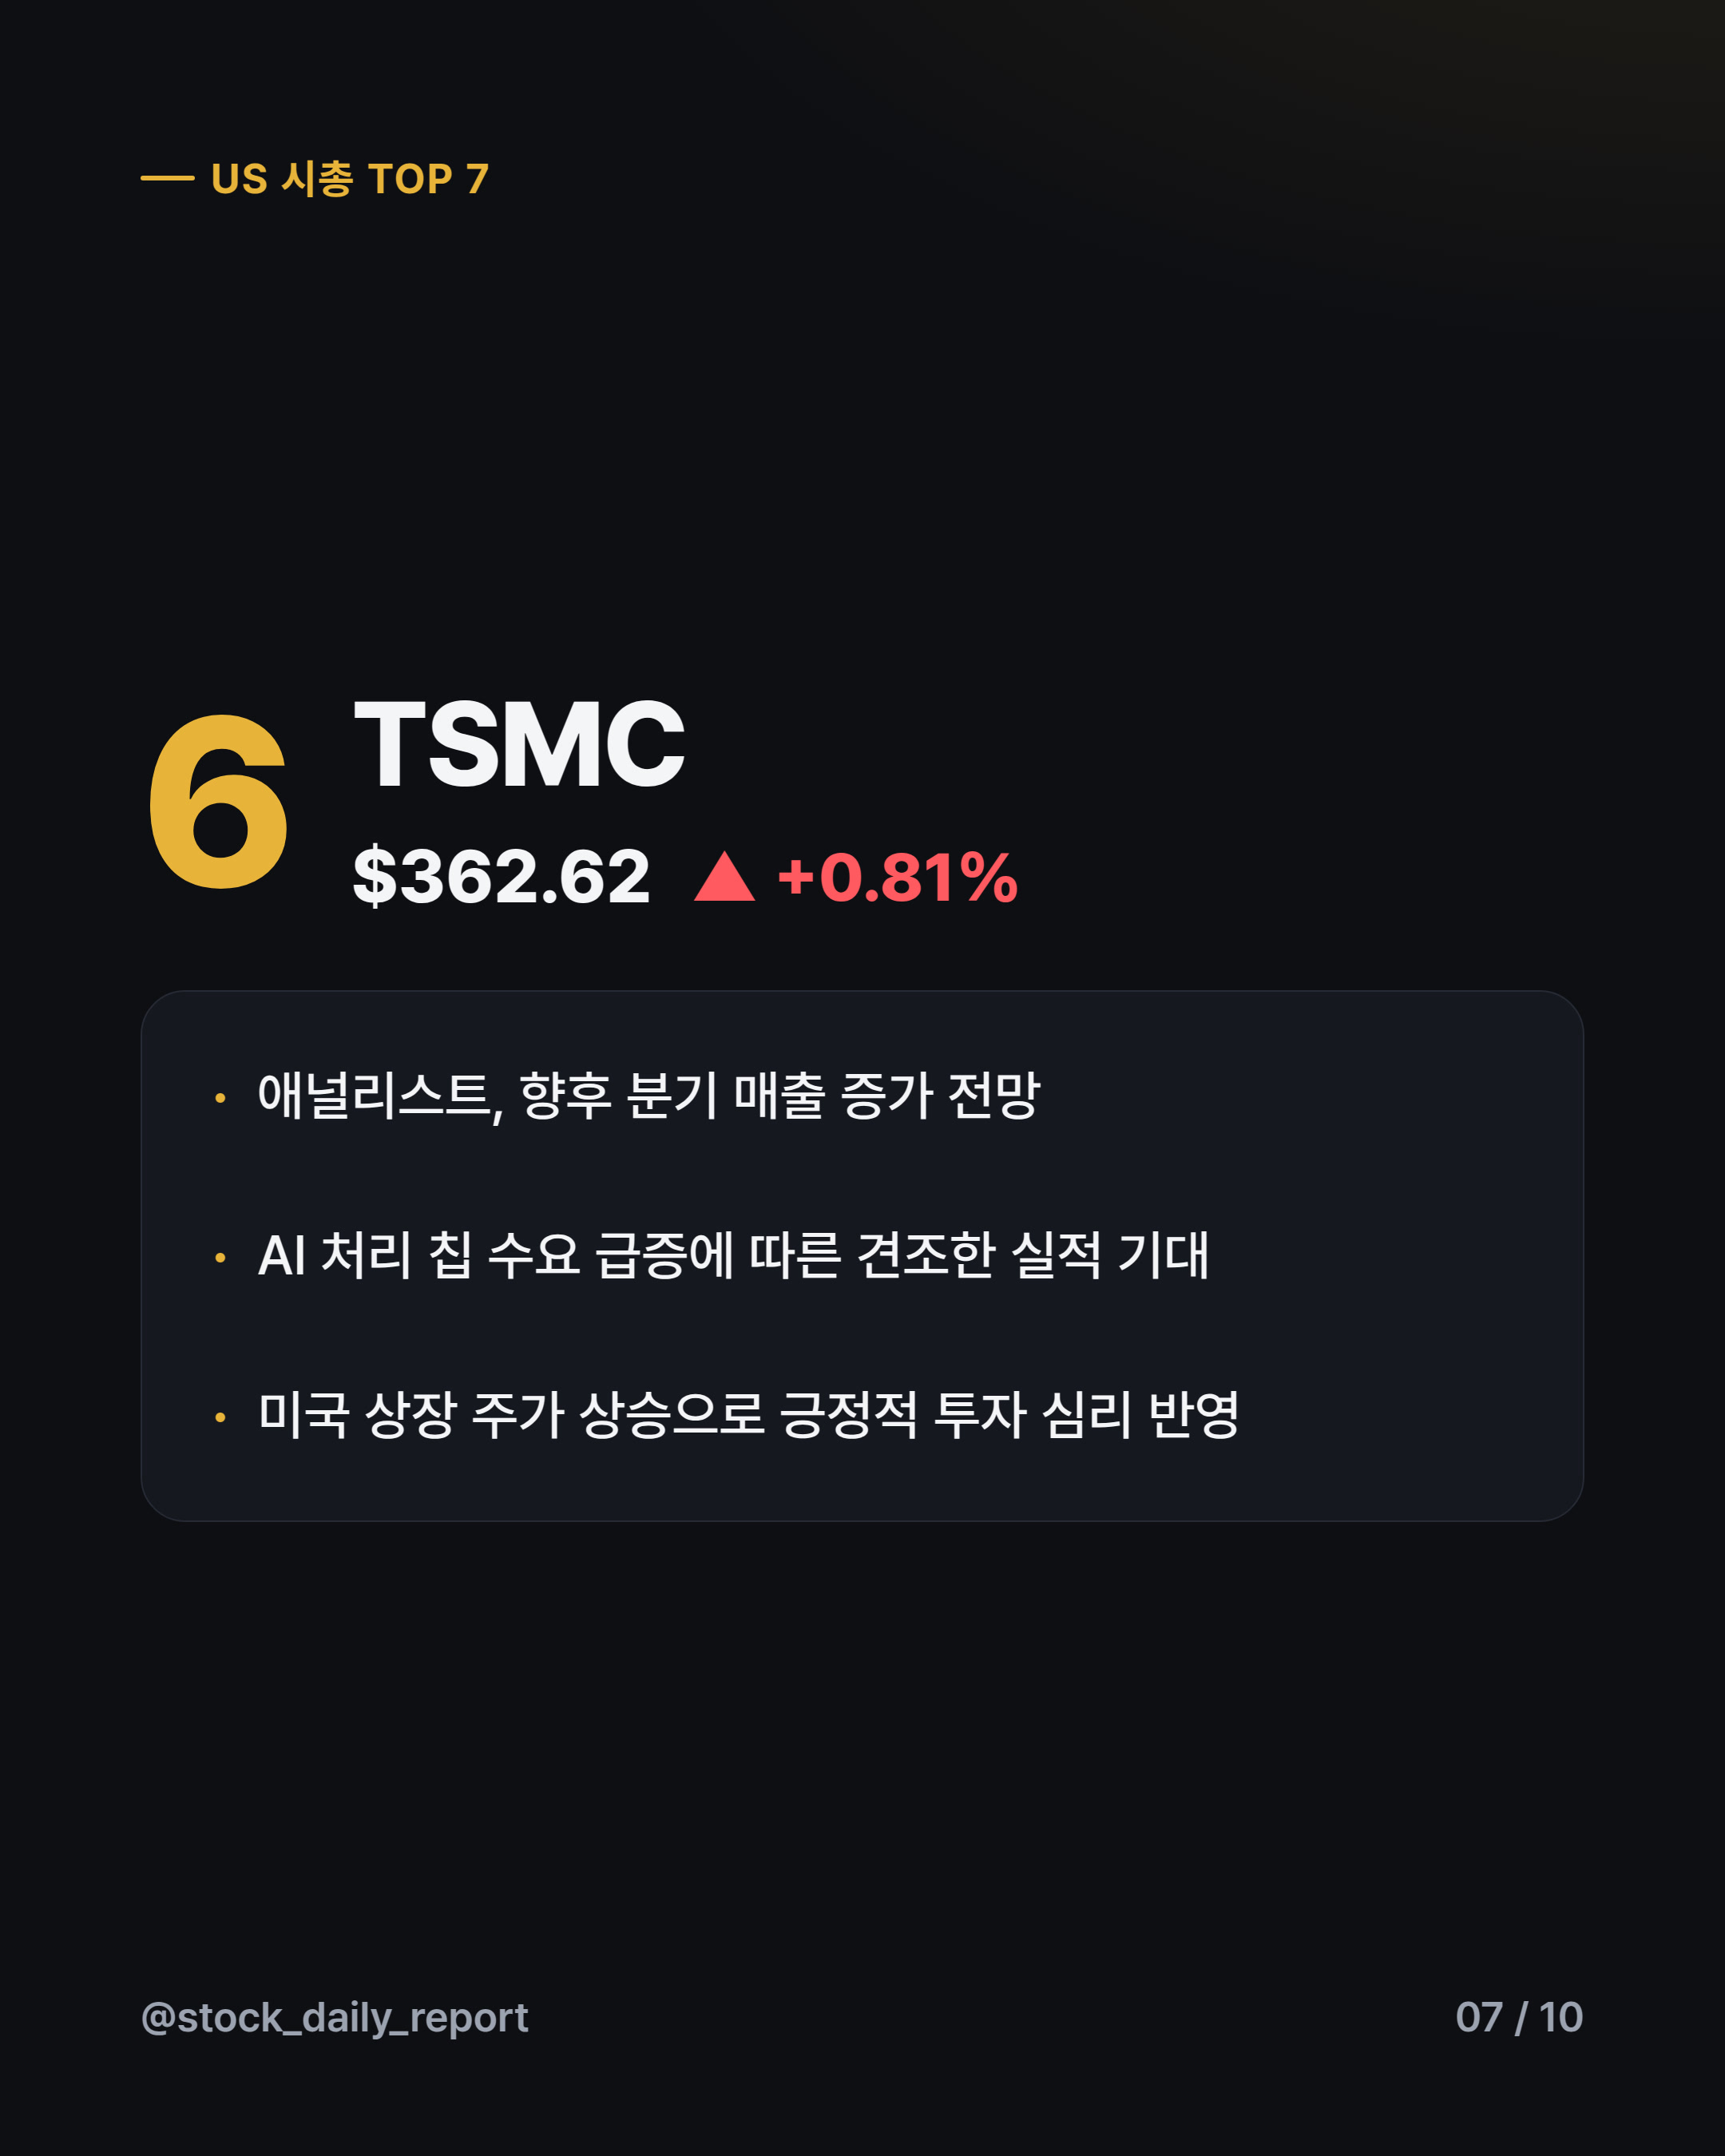 US 시총 TOP 7
6
TSMC
$362.62 ▲ +0.81%
• 애널리스트, 향후 분기 매출 증가 전망
• AI 처리 칩 수요 급증에 따른 견조한 실적 기대
• 미국 상장 주가 상승으로 긍정적 투자 심리 반영
@stock_daily_report
07 / 10